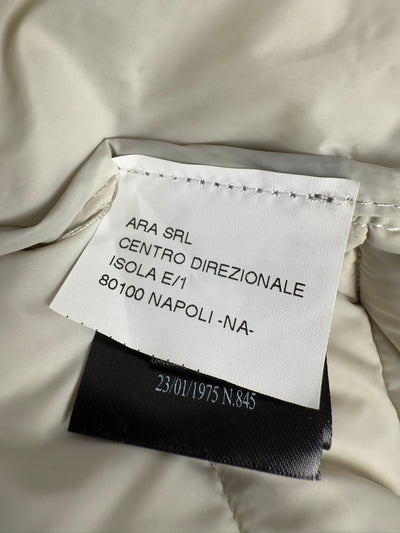 ARA SRL
CENTRO DIREZIONALE
ISOLA E/1
80100 NAPOLI -NA-
23/01/1975 N.845